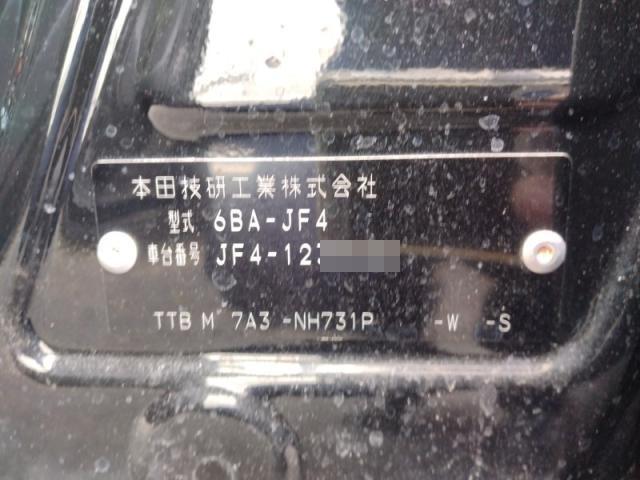 本田技研工業株式会社
型式 6BA-JF4
車台番号 JF4-12
TTB M 7A3 -NH731P -W -S